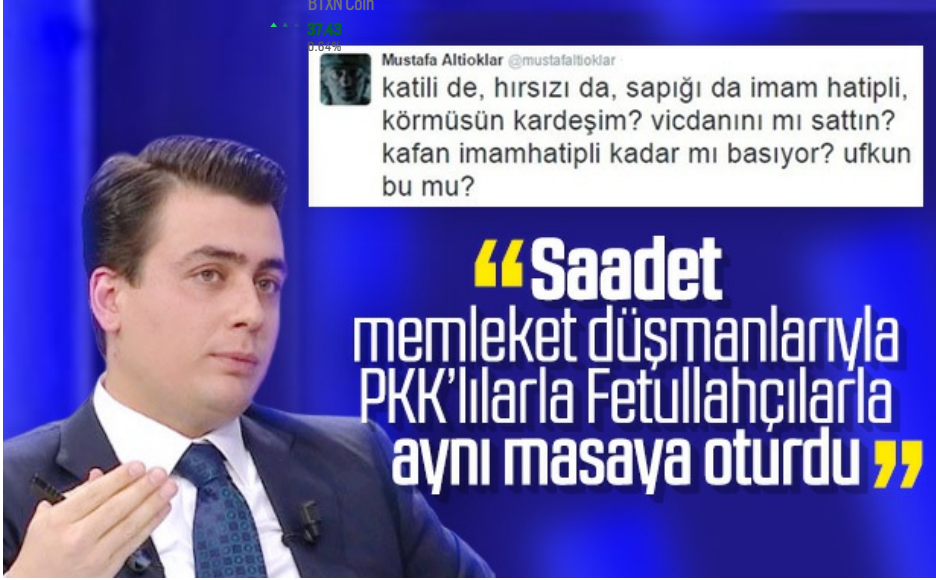 BTXN Coin
37.43
0.64%
Mustafa Altioklar @mustafaltioklar
katili de, hırsızı da, sapığı da imam hatipli,
körmüsün kardeşim? vicdanını mı sattın?
kafan imamhatipli kadar mı basıyor? ufkun
bu mu?
“Saadet
memleket düşmanlarıyla
PKK'lılarla Fetullahçılarla
aynı masaya oturdu”